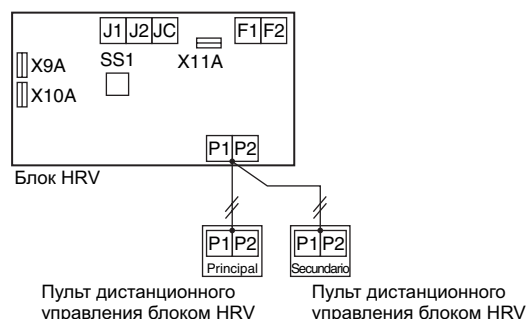 J1 J2 JC F1 F2
SS1 X11A
X9A
X10A
P1 P2
Блок HRV
P1 P2 P1 P2
Principal Secundario
Пульт дистанционного Пульт дистанционного
управления блоком HRV управления блоком HRV